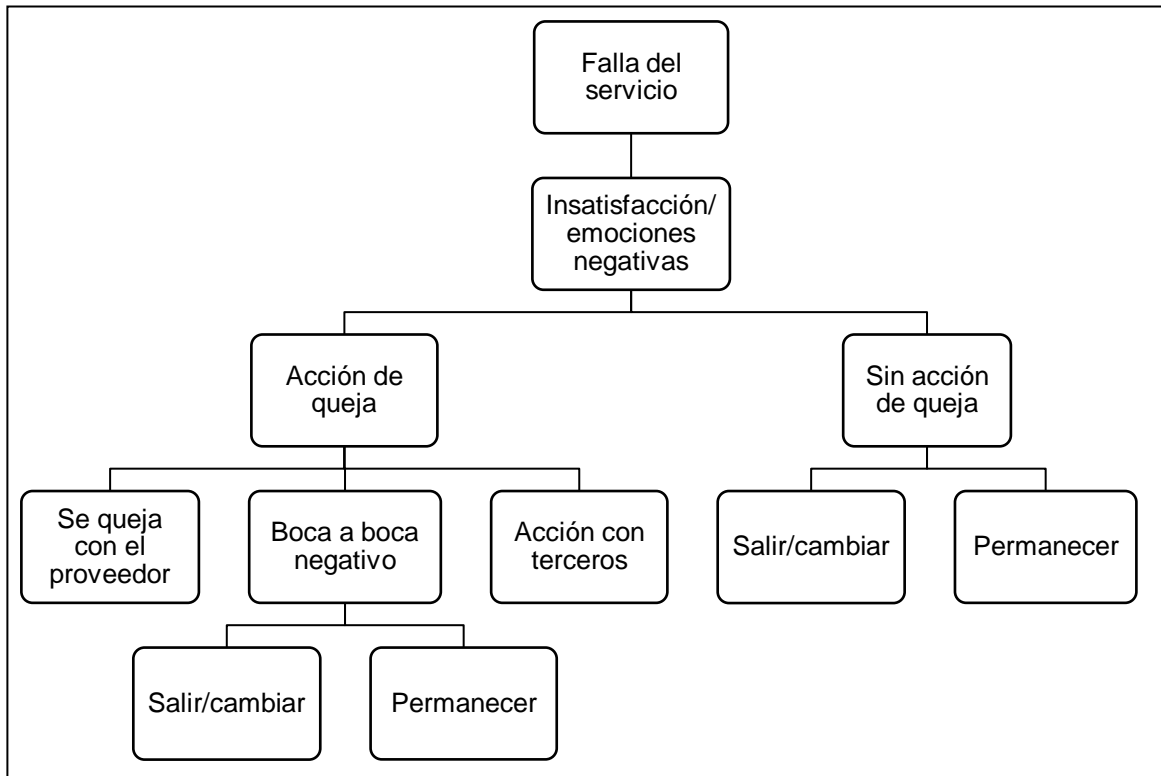 Falla del
servicio
Insatisfacción/
emociones
negativas
Acción de
queja
Sin acción
de queja
Se queja
con el
proveedor
Boca a boca
negativo
Acción con
terceros
Salir/cambiar
Permanecer
Salir/cambiar
Permanecer